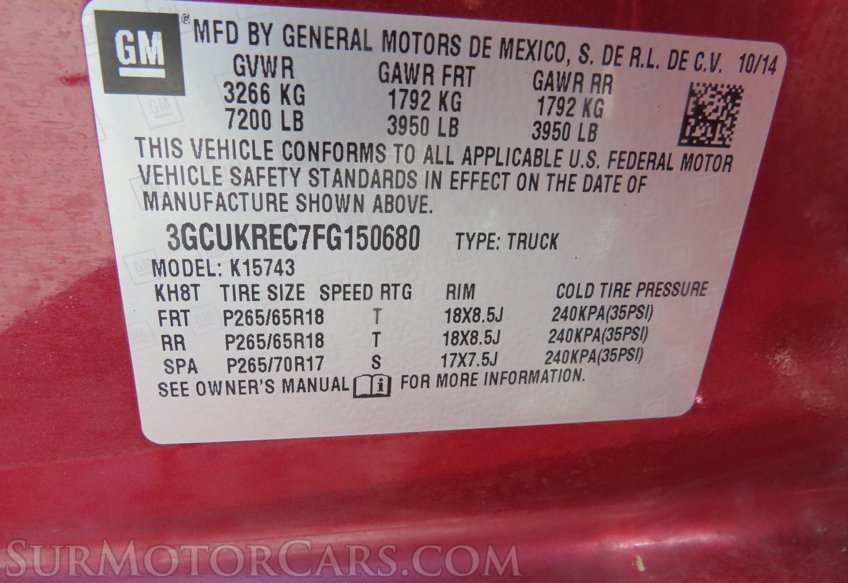 GM ® MFD BY GENERAL MOTORS DE MEXICO, S. DE R.L. DE C.V. 10/14
GVWR GAWR FRT GAWR RR
3266 KG 1792 KG 1792 KG
7200 LB 3950 LB 3950 LB
THIS VEHICLE CONFORMS TO ALL APPLICABLE U.S. FEDERAL MOTOR
VEHICLE SAFETY STANDARDS IN EFFECT ON THE DATE OF
MANUFACTURE SHOWN ABOVE.
3GCUKREC7FG150680 TYPE: TRUCK
MODEL: K15743
KH8T TIRE SIZE SPEED RTG RIM COLD TIRE PRESSURE
FRT P265/65R18 T 18X8.5J 240KPA(35PSI)
RR P265/65R18 T 18X8.5J 240KPA(35PSI)
SPA P265/70R17 S 17X7.5J 240KPA(35PSI)
SEE OWNER'S MANUAL FOR MORE INFORMATION.
SURMOTORCARS.COM